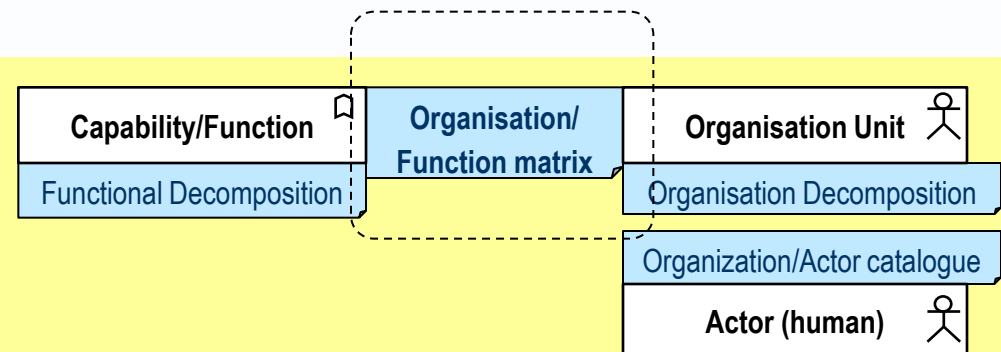 Capability/Function
Organisation/
Function matrix
Organisation Unit
Functional Decomposition
Organisation Decomposition
Organization/Actor catalogue
Actor (human)